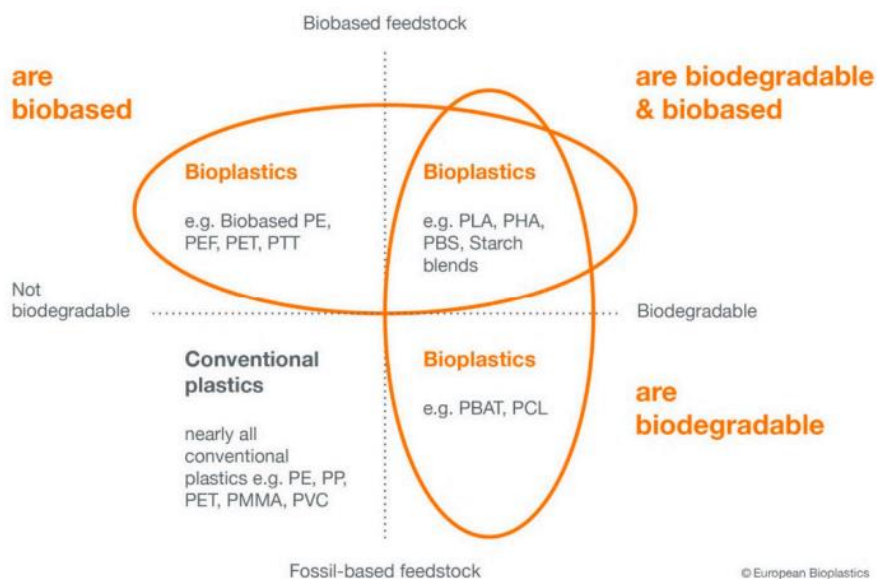 Biobased feedstock
are
biobased
are biodegradable
& biobased
Bioplastics
e.g. Biobased PE,
PEF, PET, PTT
Bioplastics
e.g. PLA, PHA,
PBS, Starch
blends
Not
biodegradable
Biodegradable
Conventional
plastics
nearly all
conventional
plastics e.g. PE, PP,
PET, PMMA, PVC
Bioplastics
e.g. PBAT, PCL
are
biodegradable
Fossil-based feedstock
© European Bioplastics